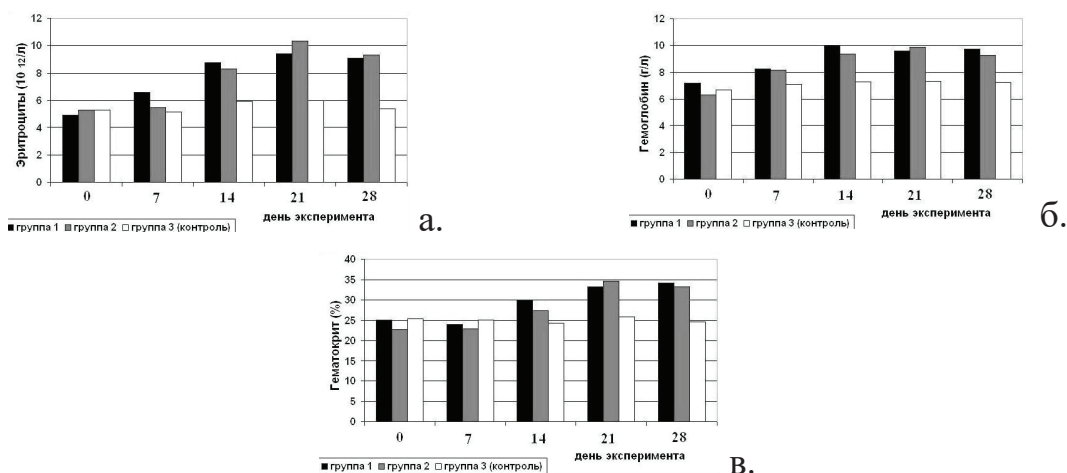 12
10
8
6
4
2
0
Эритроциты (10 12/л)
0 7 14 21 28
день эксперимента
группа 1 группа 2 группа 3 (контроль)
а.
12
10
8
6
4
2
0
Гемоглобин (г/л)
0 7 14 21 28
день эксперимента
группа 1 группа 2 группа 3 (контроль)
б.
40
35
30
25
20
15
10
5
0
Гематокрит (%)
0 7 14 21 28
день эксперимента
группа 1 группа 2 группа 3 (контроль)
в.